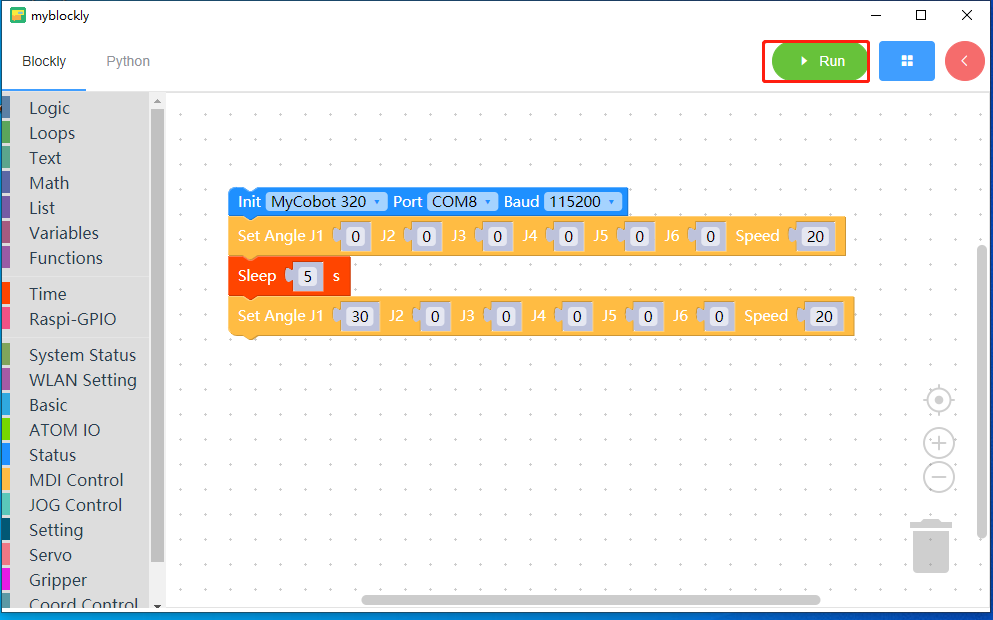 myblockly
Blockly Python Run
Logic
Loops
Text
Math
List
Variables
Functions
Time
Raspi-GPIO
System Status
WLAN Setting
Basic
ATOM IO
Status
MDI Control
JOG Control
Setting
Servo
Gripper
Coord Control
Init MyCobot 320 Port COM8 Baud 115200
Set Angle J1 0 J2 0 J3 0 J4 0 J5 0 J6 0 Speed 20
Sleep 5 s
Set Angle J1 30 J2 0 J3 0 J4 0 J5 0 J6 0 Speed 20